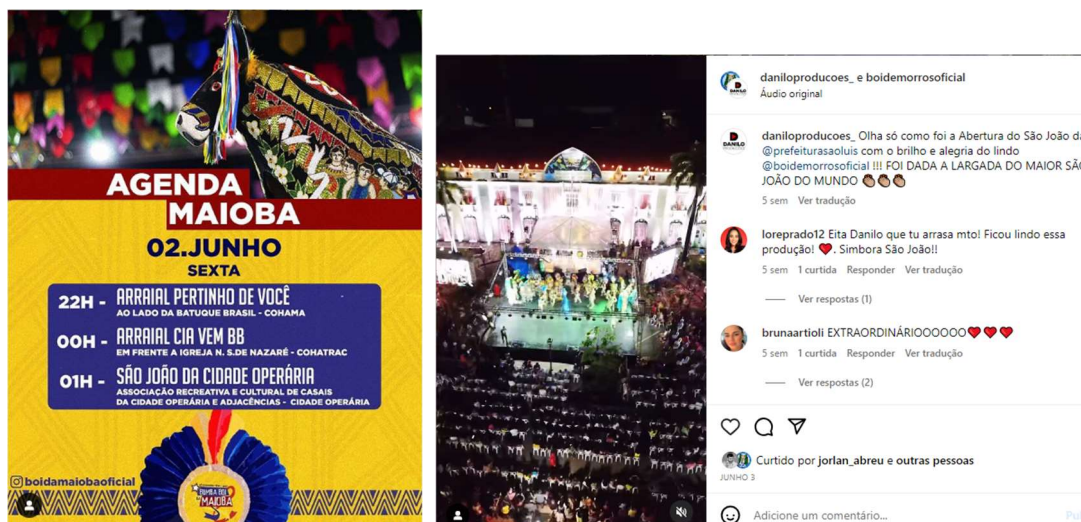 AGENDA
MAIOBA
02.JUNHO
SEXTA
22H - ARRAIAL PERTINHO DE VOCÊ
AO LADO DA BATUQUE BRASIL - COHAMA
00H - ARRAIAL CIA VEM BB
EM FRENTE A IGREJA N. S.DE NAZARÉ - COHATRAC
01H - SÃO JOÃO DA CIDADE OPERÁRIA
ASSOCIAÇÃO RECREATIVA E CULTURAL DE CASAIS
DA CIDADE OPERÁRIA E ADJACÊNCIAS - CIDADE OPERÁRIA
boidamaiobaoficial
BUMBA BOI
MAIOBA
daniloproducoes_ e boidemorrosoficial
Áudio original
DANILO
daniloproducoes_ Olha só como foi a Abertura do São João da
@prefeiturasaoluis com o brilho e alegria do lindo
@boidemorrosoficial !!! FOI DADA A LARGADA DO MAIOR SÃO
JOÃO DO MUNDO 👏🏽👏🏽👏🏽
5 sem Ver tradução
DANILO
loreprado12 Eita Danilo que tu arrasa mto! Ficou lindo essa
produção! ❤️. Simbora São João!!
5 sem 1 curtida Responder Ver tradução
Ver respostas (1)
brunaartioli EXTRAORDINÁRIOOOOOO❤️❤️❤️
5 sem 1 curtida Responder Ver tradução
Ver respostas (2)
Curtido por jorlan_abreu e outras pessoas
JUNHO 3
Adicione um comentário...
Pu